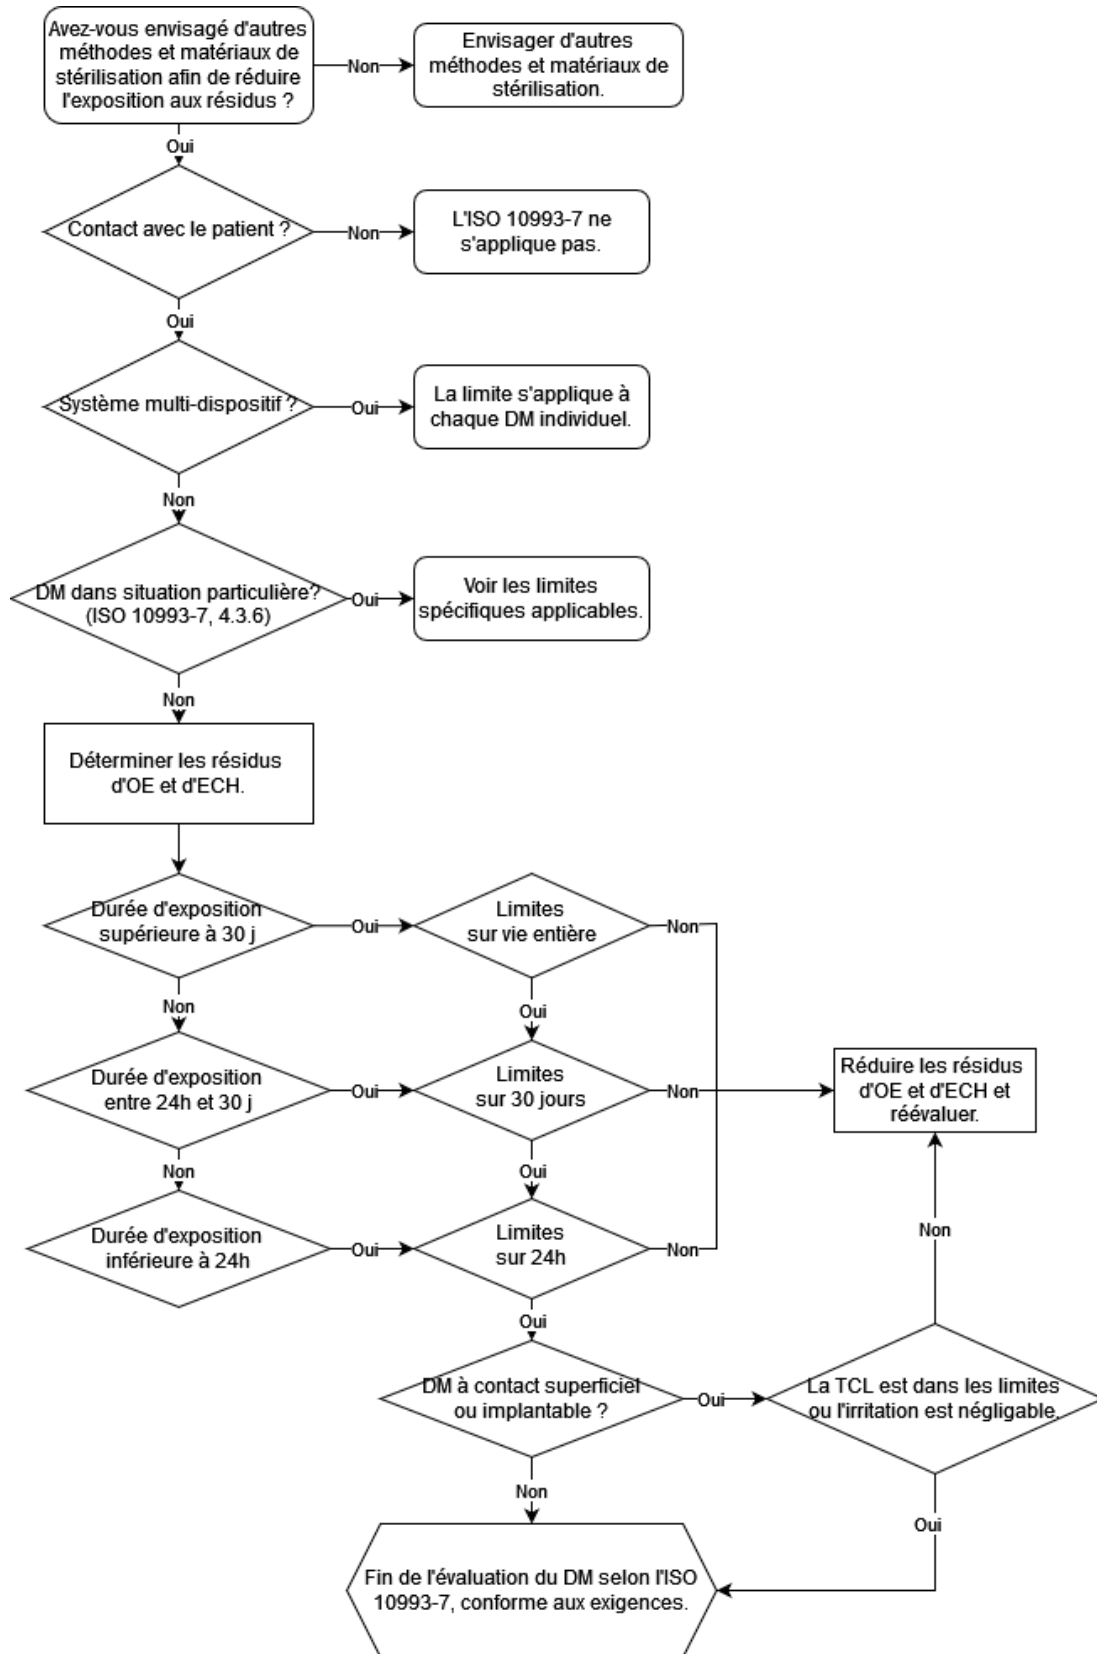 Avez-vous envisagé d'autres
méthodes et matériaux de
stérilisation afin de réduire
l'exposition aux résidus ?
Non
Envisager d'autres
méthodes et matériaux de
stérilisation.
Oui
Contact avec le patient ?
Non
L'ISO 10993-7 ne
s'applique pas.
Oui
Système multi-dispositif ?
Oui
La limite s'applique à
chaque DM individuel.
Non
DM dans situation particulière?
(ISO 10993-7, 4.3.6)
Oui
Voir les limites
spécifiques applicables.
Non
Déterminer les résidus
d'OE et d'ECH.
Durée d'exposition
supérieure à 30 j
Oui
Limites
sur vie entière
Non
Non
Oui
Durée d'exposition
entre 24h et 30 j
Oui
Limites
sur 30 jours
Non
Réduire les résidus
d'OE et d'ECH et
réévaluer.
Non
Oui
Durée d'exposition
inférieure à 24h
Oui
Limites
sur 24h
Non
Non
Oui
DM à contact superficiel
ou implantable ?
Oui
La TCL est dans les limites
ou l'irritation est négligable.
Non
Oui
Fin de l'évaluation du DM selon l'ISO
10993-7, conforme aux exigences.